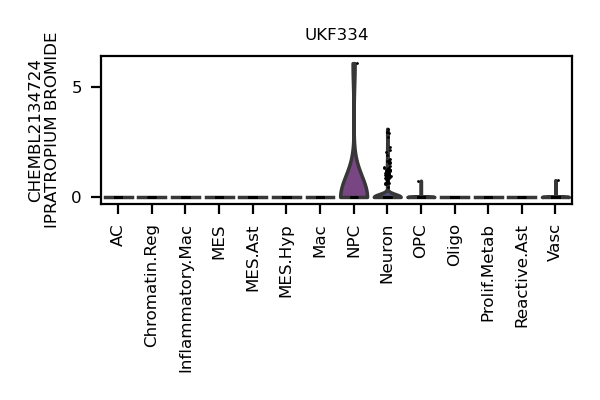 UKF334
CHEMBL2134724
IPRATROPIUM BROMIDE
5
0
AC
Chromatin.Reg
Inflammatory.Mac
MES
MES.Ast
MES.Hyp
Mac
NPC
Neuron
OPC
Oligo
Prolif.Metab
Reactive.Ast
Vasc